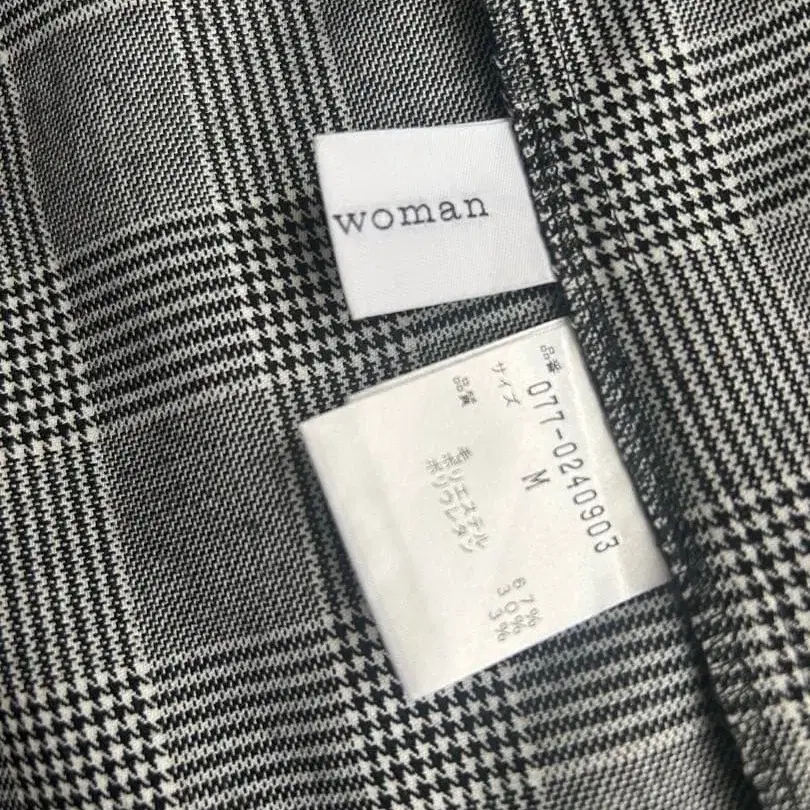 woman
品番 077-0240903
サイズ M
品質
毛 67%
ポリエステル 30%
ポリウレタン 3%